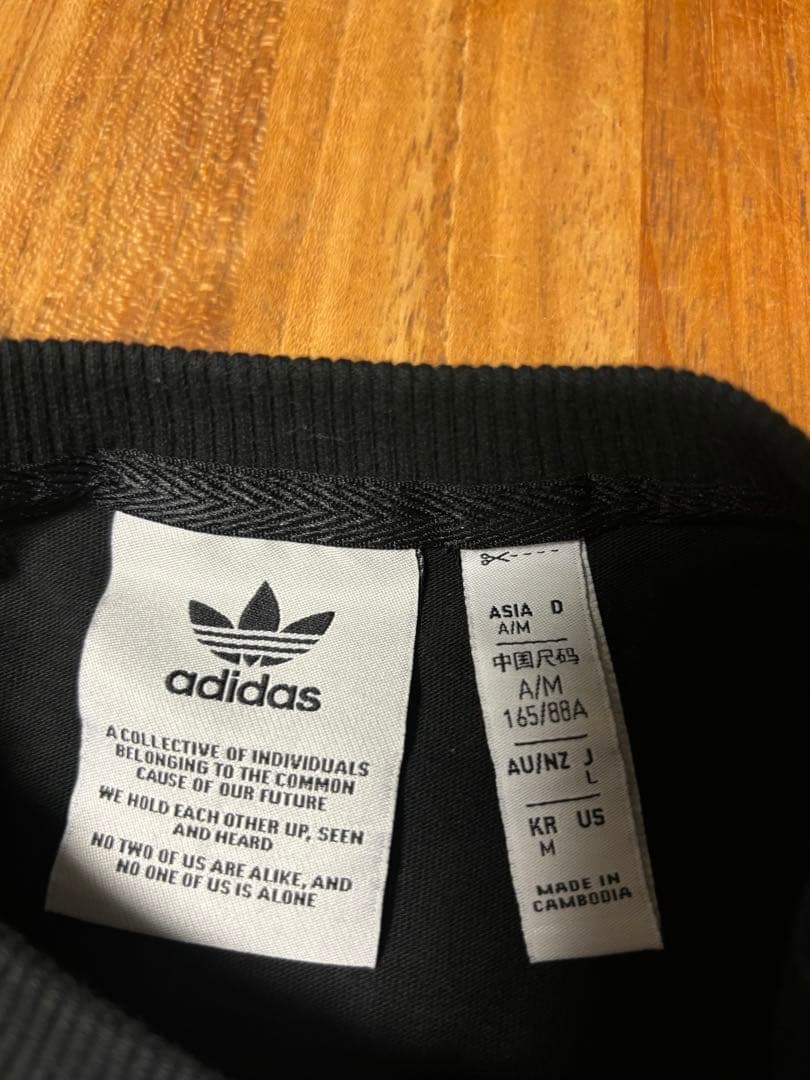 adidas
A COLLECTIVE OF INDIVIDUALS
BELONGING TO THE COMMON
CAUSE OF OUR FUTURE
WE HOLD EACH OTHER UP, SEEN
AND HEARD
NO TWO OF US ARE ALIKE, AND
NO ONE OF US IS ALONE
ASIA D
A/M
中国尺码
A/M
165/88A
AU/NZ J
L
KR US
M
MADE IN
CAMBODIA